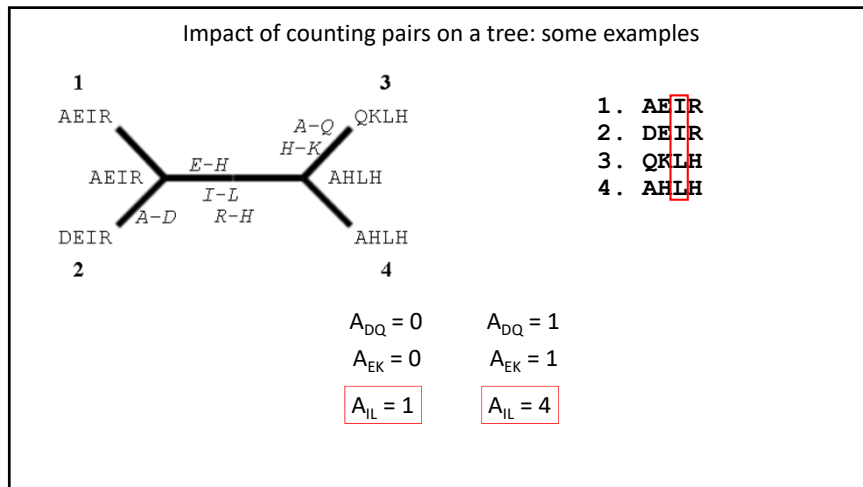 Impact of counting pairs on a tree: some examples
1
3
AEIR
QKLH
A–Q
H–K
E–H
AEIR
AHLH
I–L
R–H
A–D
DEIR
AHLH
2
4
1. AEIR
2. DEIR
3. QKLH
4. AHLH
A_DQ = 0
A_DQ = 1
A_EK = 0
A_EK = 1
A_IL = 1
A_IL = 4